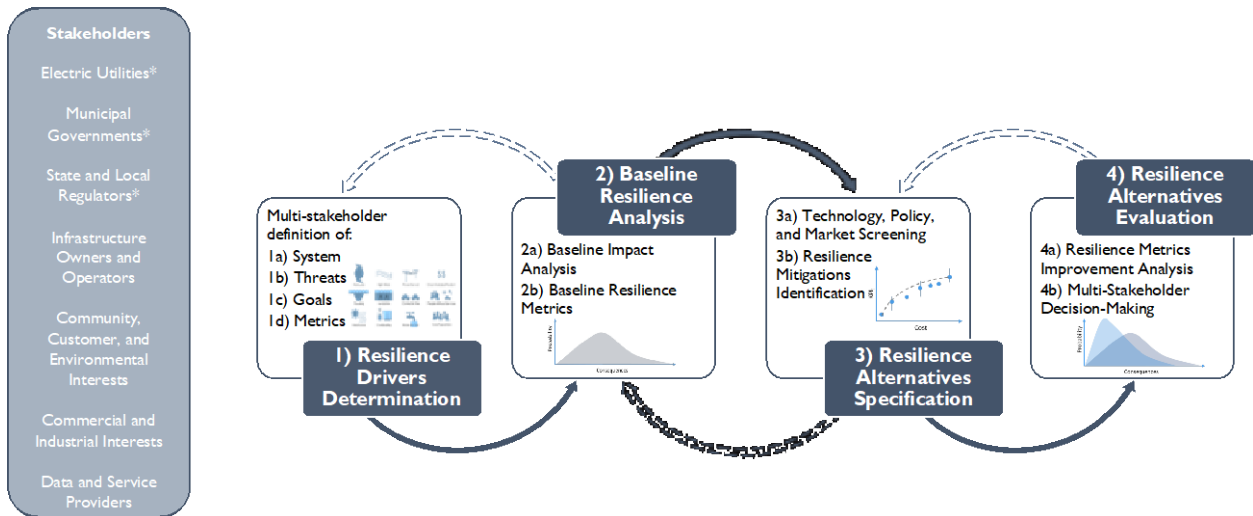 Stakeholders
Electric Utilities*
Municipal
Governments*
State and Local
Regulators*
Infrastructure
Owners and
Operators
Community,
Customer, and
Environmental
Interests
Commercial and
Industrial Interests
Data and Service
Providers
Multi-stakeholder
definition of:
1a) System
1b) Threats
1c) Goals
1d) Metrics
1) Resilience
Drivers
Determination
2) Baseline
Resilience
Analysis
2a) Baseline Impact
Analysis
2b) Baseline Resilience
Metrics
Probability
Consequences
3a) Technology, Policy,
and Market Screening
3b) Resilience
Mitigations
Identification
Cost
3) Resilience
Alternatives
Specification
4) Resilience
Alternatives
Evaluation
4a) Resilience Metrics
Improvement Analysis
4b) Multi-Stakeholder
Decision-Making
Probability
Consequences